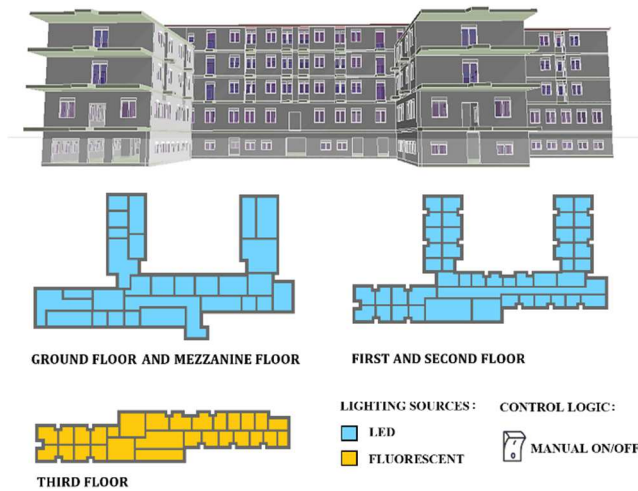 GROUND FLOOR AND MEZZANINE FLOOR
FIRST AND SECOND FLOOR
LIGHTING SOURCES:
CONTROL LOGIC:
LED
MANUAL ON/OFF
FLUORESCENT
THIRD FLOOR